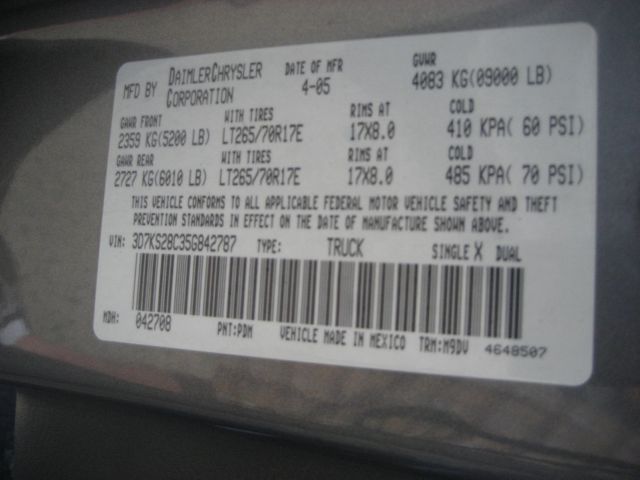 MFD BY DAIMLERCHRYSLER CORPORATION DATE OF MFR 4-05 GVWR 4083 KG(09000 LB)
GAWR FRONT WITH TIRES RIMS AT COLD
2359 KG(5200 LB) LT265/70R17E 17X8.0 410 KPA( 60 PSI)
GAWR REAR WITH TIRES RIMS AT COLD
2727 KG(6010 LB) LT265/70R17E 17X8.0 485 KPA( 70 PSI)
THIS VEHICLE CONFORMS TO ALL APPLICABLE FEDERAL MOTOR VEHICLE SAFETY AND THEFT
PREVENTION STANDARDS IN EFFECT ON THE DATE OF MANUFACTURE SHOWN ABOVE.
VIN: 3D7KS28C35G842787 TYPE: TRUCK SINGLE X DUAL
MDH: 042708 PNT:PDM VEHICLE MADE IN MEXICO TRM:M9DV 4648507